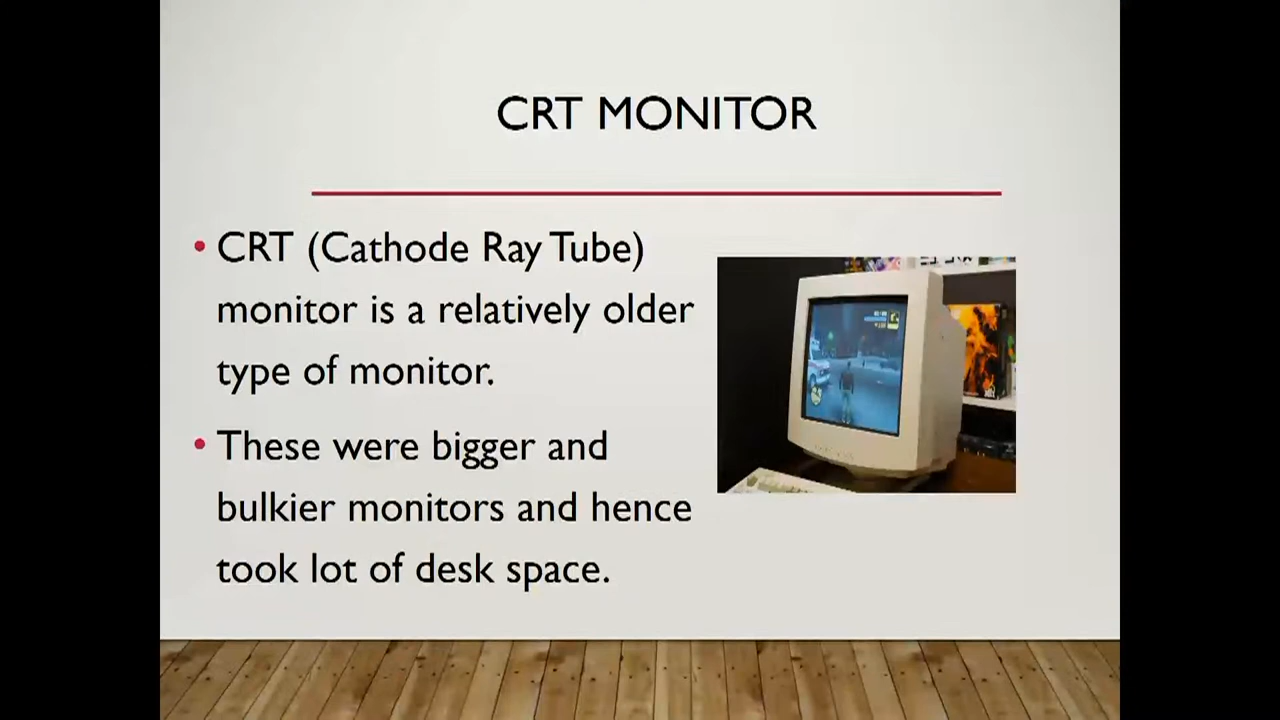 CRT MONITOR
• CRT (Cathode Ray Tube)
monitor is a relatively older
type of monitor.
• These were bigger and
bulkier monitors and hence
took lot of desk space.